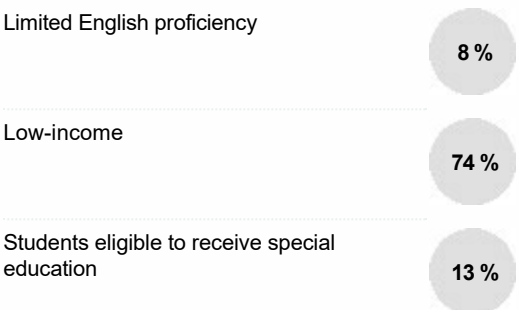 Limited English proficiency
8 %
Low-income
74 %
Students eligible to receive special
education
13 %